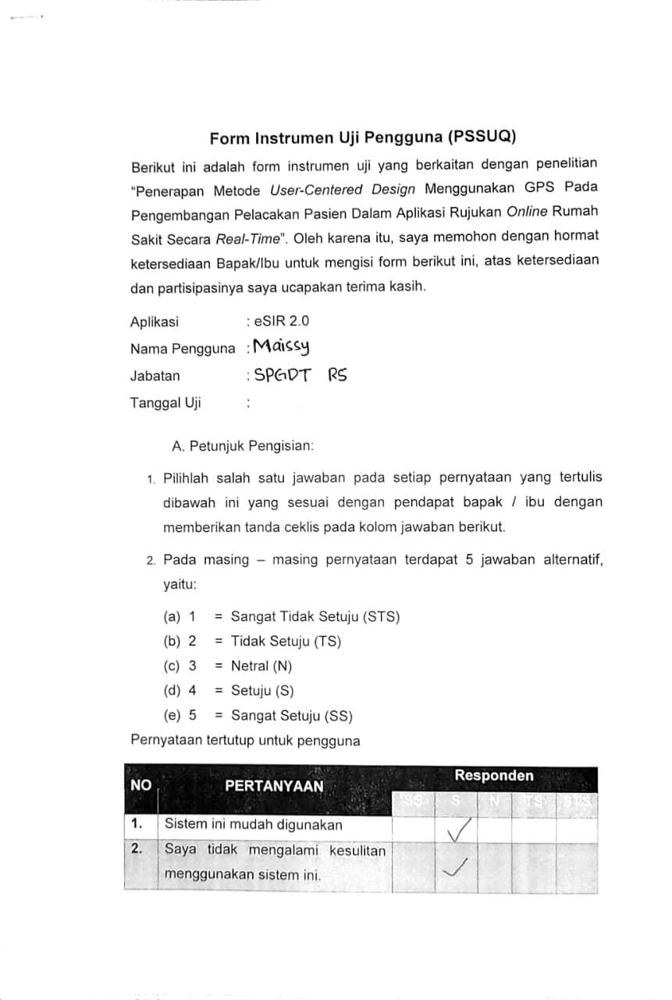 Form Instrumen Uji Pengguna (PSSUQ)
Berikut ini adalah form instrumen uji yang berkaitan dengan penelitian
"Penerapan Metode User-Centered Design Menggunakan GPS Pada
Pengembangan Pelacakan Pasien Dalam Aplikasi Rujukan Online Rumah
Sakit Secara Real-Time". Oleh karena itu, saya memohon dengan hormat
ketersediaan Bapak/Ibu untuk mengisi form berikut ini, atas ketersediaan
dan partisipasinya saya ucapakan terima kasih.
Aplikasi : eSIR 2.0
Nama Pengguna : Maissy
Jabatan : SPGDT RS
Tanggal Uji :
A. Petunjuk Pengisian:
1. Pilihlah salah satu jawaban pada setiap pernyataan yang tertulis
dibawah ini yang sesuai dengan pendapat bapak / ibu dengan
memberikan tanda ceklis pada kolom jawaban berikut.
2. Pada masing – masing pernyataan terdapat 5 jawaban alternatif,
yaitu:
(a) 1 = Sangat Tidak Setuju (STS)
(b) 2 = Tidak Setuju (TS)
(c) 3 = Netral (N)
(d) 4 = Setuju (S)
(e) 5 = Sangat Setuju (SS)
Pernyataan tertutup untuk pengguna
NO PERTANYAAN Responden
SS S N TS STS
1. Sistem ini mudah digunakan ✓
2. Saya tidak mengalami kesulitan ✓
menggunakan sistem ini.